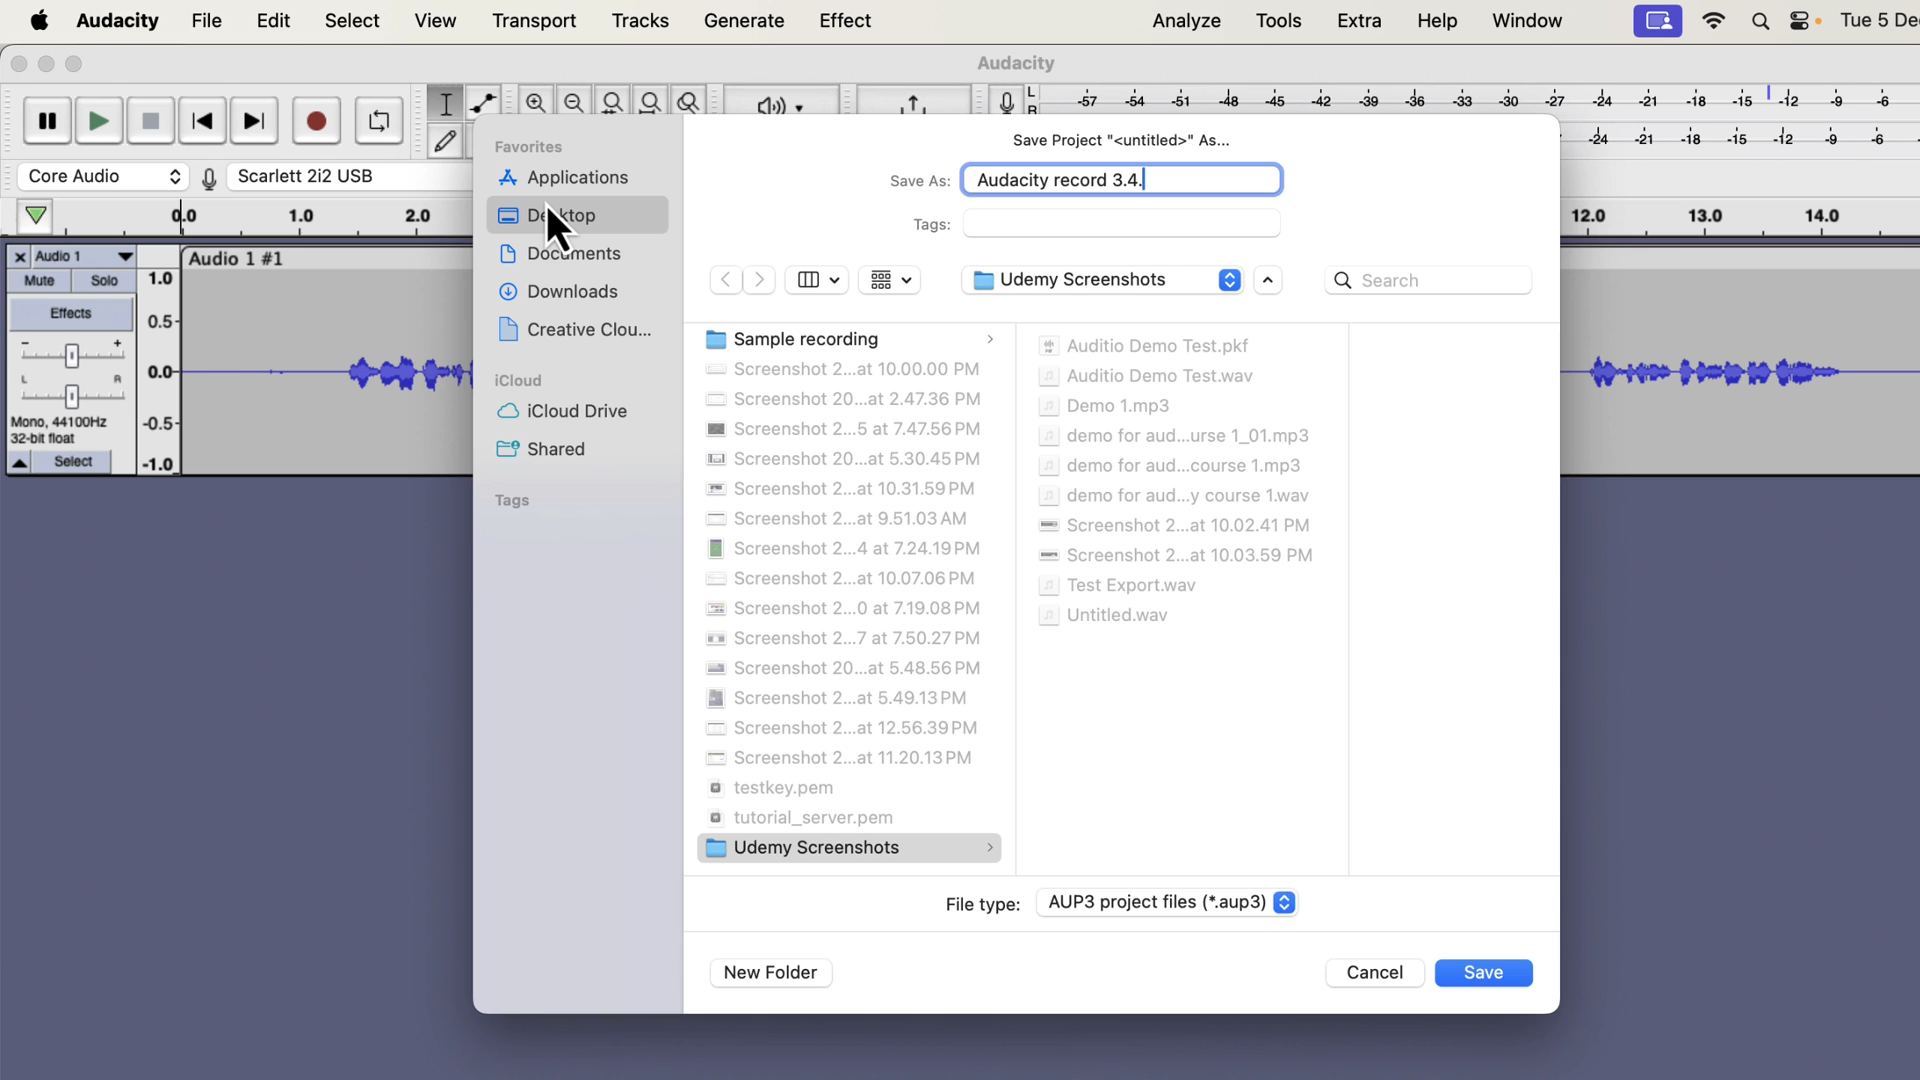 Audacity File Edit Select View Transport Tracks Generate Effect Analyze Tools Extra Help Window Tue 5 De
Audacity
L -57 -54 -51 -48 -45 -42 -39 -36 -33 -30 -27 -24 -21 -18 -15 -12 -9 -6
R -24 -21 -18 -15 -12 -9 -6
Core Audio Scarlett 2i2 USB
0.0 1.0 2.0 12.0 13.0 14.0
Audio 1
Mute Solo
Effects
- +
L R
Mono, 44100Hz
32-bit float
Select
1.0
0.5
0.0
-0.5
-1.0
Audio 1 #1
Favorites
Applications
Desktop
Documents
Downloads
Creative Clou...
iCloud
iCloud Drive
Shared
Tags
Save Project "<untitled>" As...
Save As: Audacity record 3.4.
Tags:
Udemy Screenshots Search
Sample recording
Screenshot 2...at 10.00.00 PM
Screenshot 20...at 2.47.36 PM
Screenshot 2...5 at 7.47.56 PM
Screenshot 20...at 5.30.45 PM
Screenshot 2...at 10.31.59 PM
Screenshot 2...at 9.51.03 AM
Screenshot 2...4 at 7.24.19 PM
Screenshot 2...at 10.07.06 PM
Screenshot 2...0 at 7.19.08 PM
Screenshot 2...7 at 7.50.27 PM
Screenshot 20...at 5.48.56 PM
Screenshot 2...at 5.49.13 PM
Screenshot 2...at 12.56.39 PM
Screenshot 2...at 11.20.13 PM
testkey.pem
tutorial_server.pem
Udemy Screenshots
Auditio Demo Test.pkf
Auditio Demo Test.wav
Demo 1.mp3
demo for aud...urse 1_01.mp3
demo for aud...course 1.mp3
demo for aud...y course 1.wav
Screenshot 2...at 10.02.41 PM
Screenshot 2...at 10.03.59 PM
Test Export.wav
Untitled.wav
File type: AUP3 project files (*.aup3)
New Folder Cancel Save